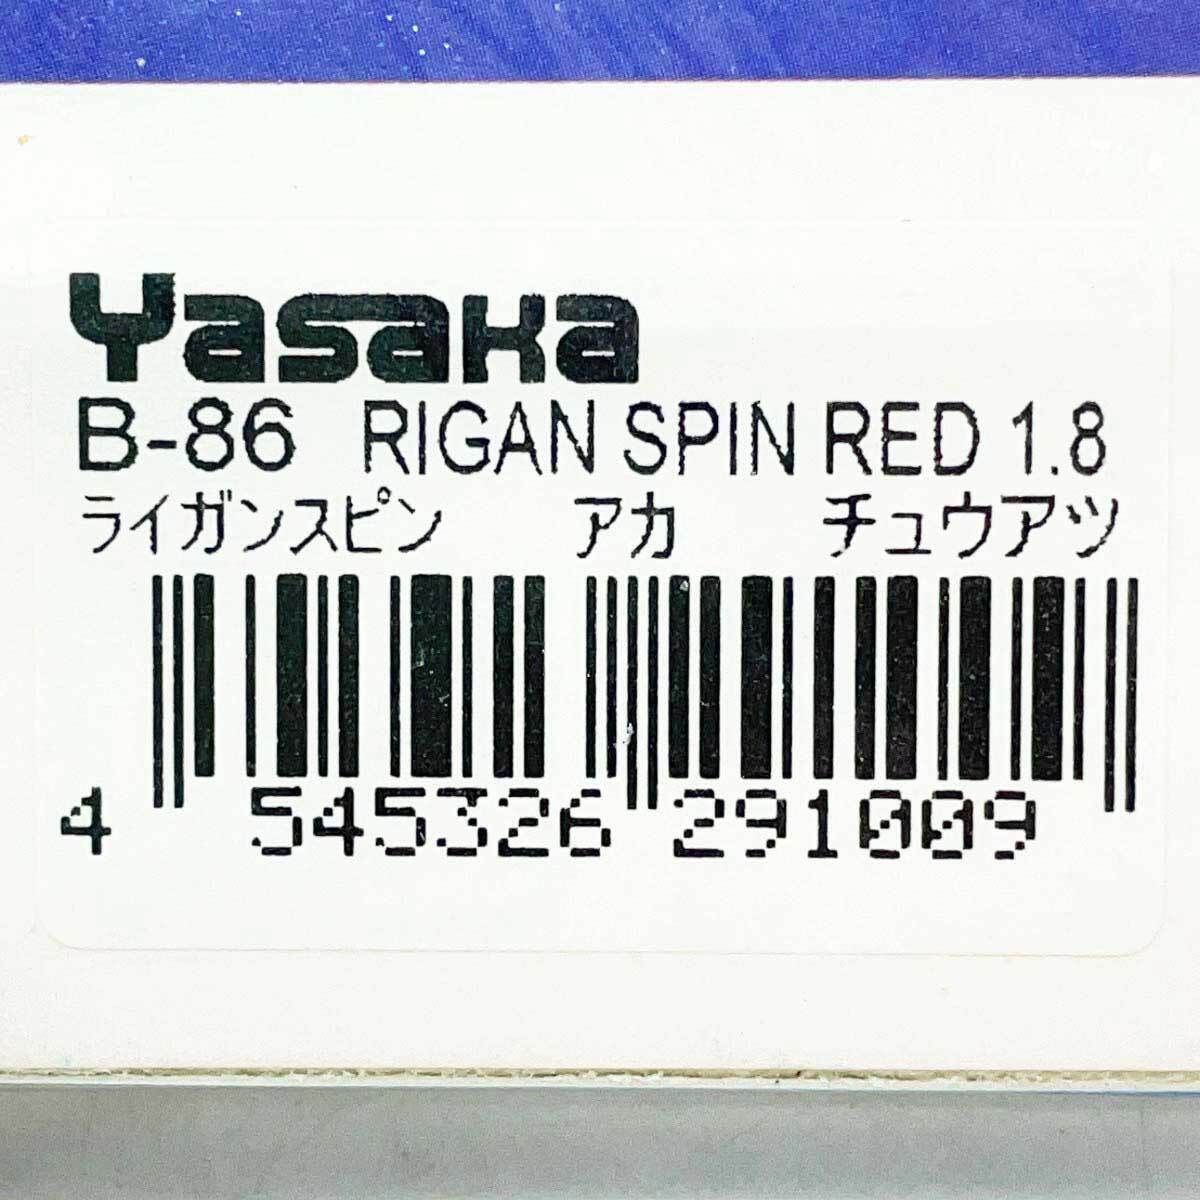 Yasaka
B-86 RIGAN SPIN RED 1.8
ライガンスピン アカ チュウアツ
4 545326 291009